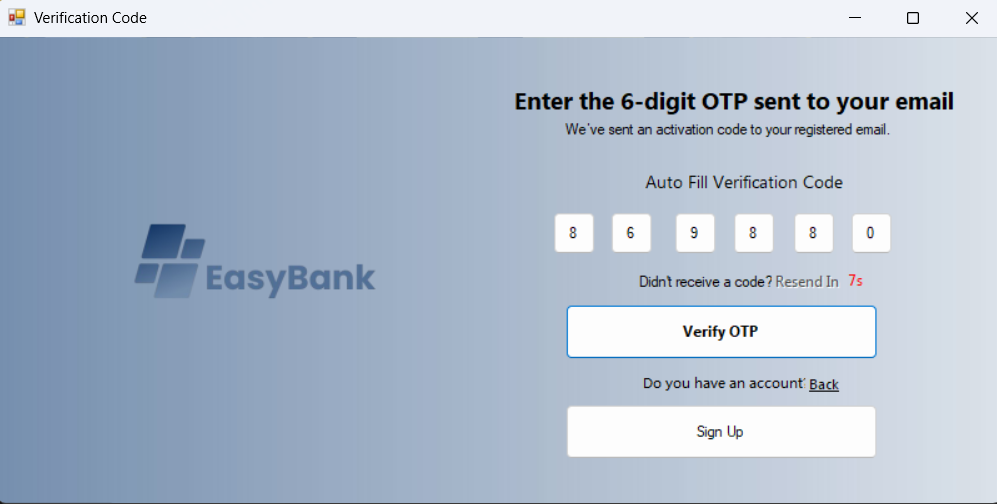 Verification Code
Enter the 6-digit OTP sent to your email
We've sent an activation code to your registered email.
Auto Fill Verification Code
8 6 9 8 8 0
EasyBank
Didn't receive a code? Resend In 7s
Verify OTP
Do you have an account? Back
Sign Up